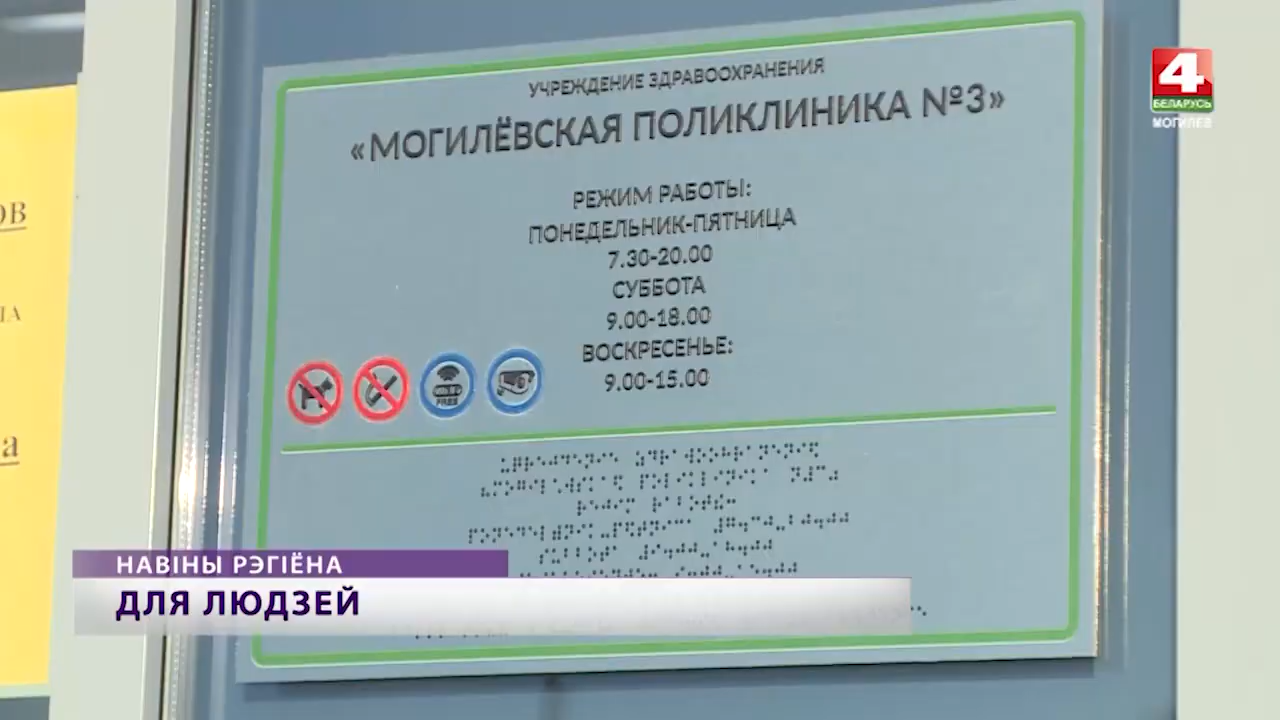 УЧРЕЖДЕНИЕ ЗДРАВООХРАНЕНИЯ
«МОГИЛЁВСКАЯ ПОЛИКЛИНИКА №3»
РЕЖИМ РАБОТЫ:
ПОНЕДЕЛЬНИК-ПЯТНИЦА
7.30-20.00
СУББОТА
9.00-18.00
ВОСКРЕСЕНЬЕ:
9.00-15.00
FREE
4
БЕЛАРУСЬ
МОГИЛЕВ
НАВІНЫ РЭГІЁНА
ДЛЯ ЛЮДЗЕЙ